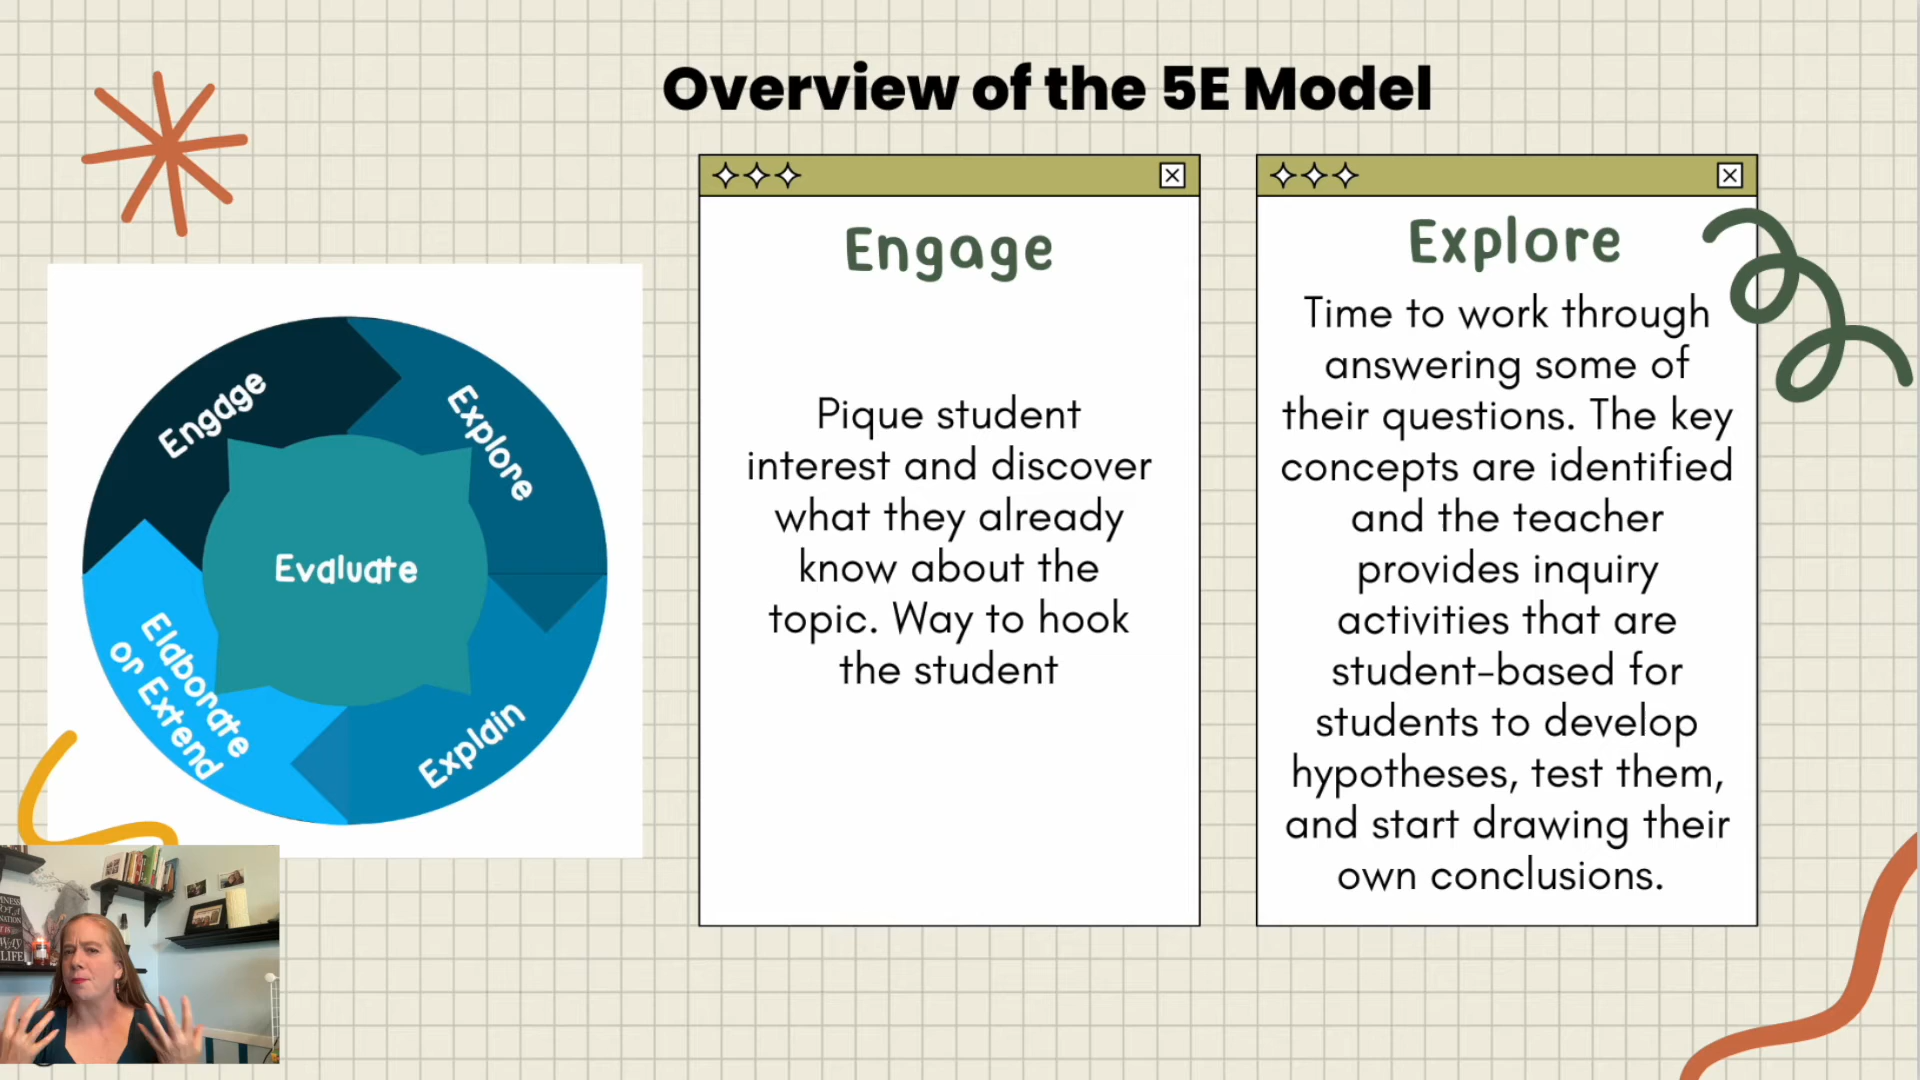 Overview of the 5E Model
Engage
Explore
Evaluate
Elaborate
or Extend
Explain
Engage
Pique student
interest and discover
what they already
know about the
topic. Way to hook
the student
Explore
Time to work through
answering some of
their questions. The key
concepts are identified
and the teacher
provides inquiry
activities that are
student-based for
students to develop
hypotheses, test them,
and start drawing their
own conclusions.
LIFE